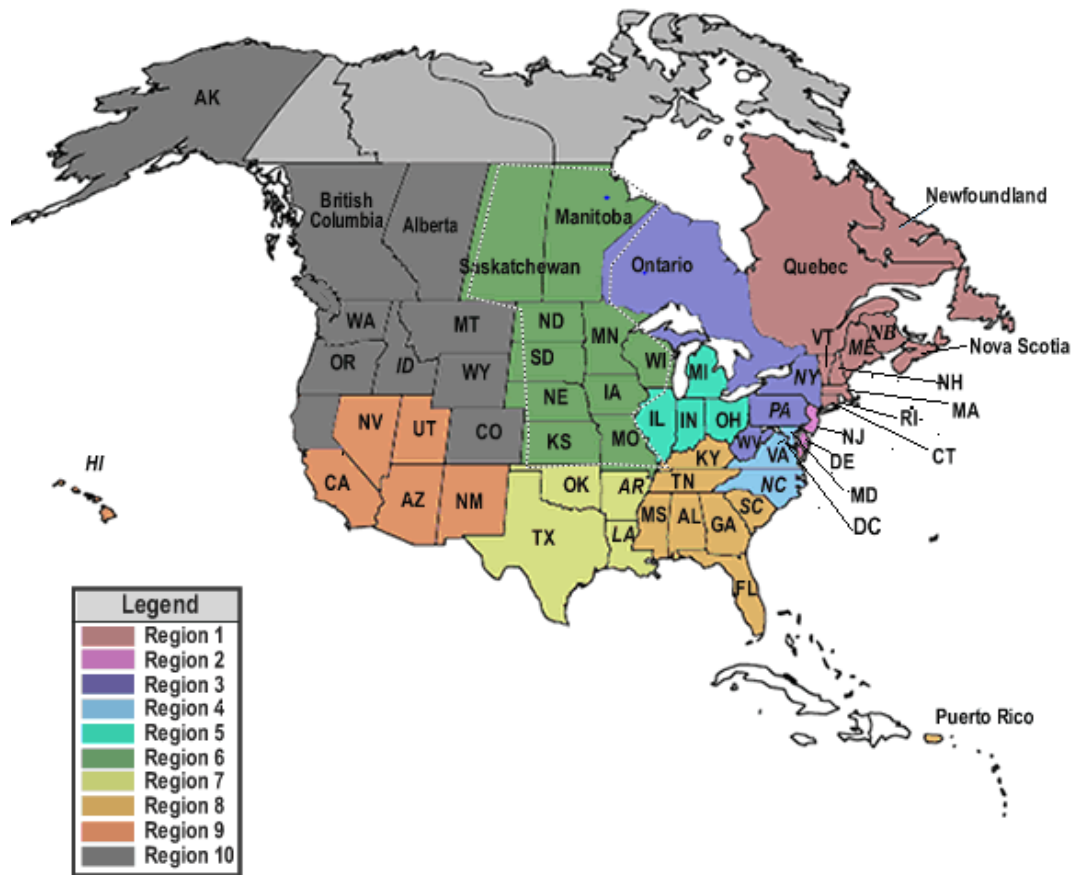 AK
British
Columbia
Alberta
Manitoba
Saskatchewan
Ontario
Quebec
Newfoundland
Nova Scotia
WA
MT
ND
MN
VT
ME
NB
OR
ID
WY
SD
WI
MI
NY
NH
MA
NE
IA
PA
RI
NV
UT
CO
KS
MO
IL
IN
OH
WV
VA
NJ
DE
CT
HI
CA
AZ
NM
OK
AR
KY
TN
NC
MD
DC
TX
LA
MS
AL
GA
SC
FL
Puerto Rico
Legend
Region 1
Region 2
Region 3
Region 4
Region 5
Region 6
Region 7
Region 8
Region 9
Region 10